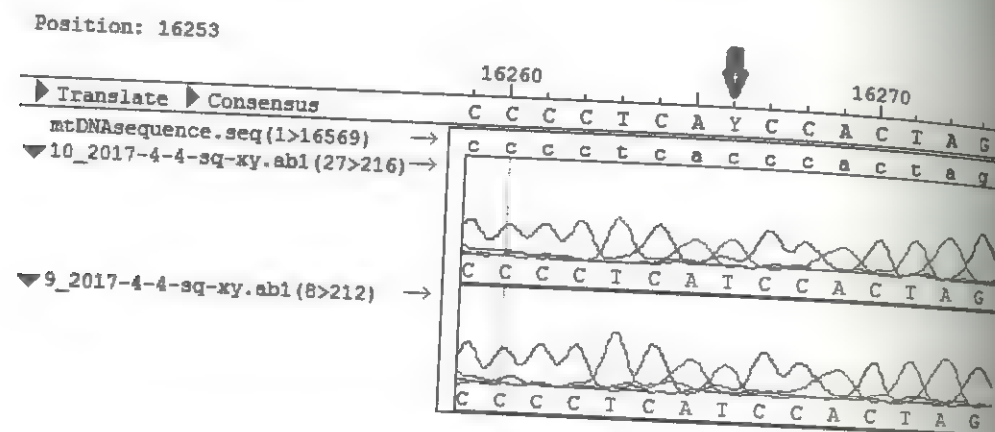 Position: 16253
16260
16270
Translate Consensus
C C C C T C A Y C C A C T A G
mtDNAsequence.seq(1>16569) →
c c c c t c a c c c a c t a g
10_2017-4-4-sq-xy.ab1(27>216) →
C C C C T C A T C C A C T A G
9_2017-4-4-sq-xy.ab1(8>212) →
C C C C T C A T C C A C T A G